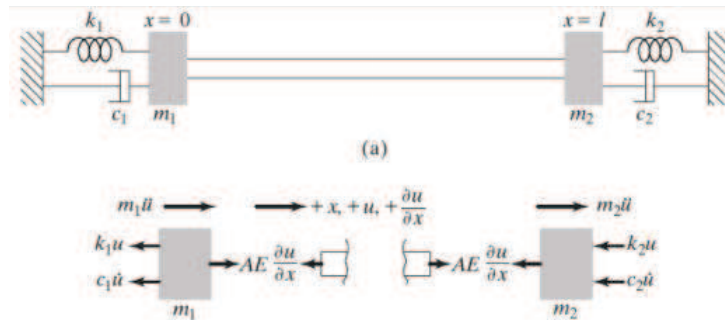 k₁ x = 0 x = l k₂
c₁ m₁ m₂ c₂
(a)
m₁ü + x, + u, + ∂u/∂x m₂ü
k₁u k₂u
AE ∂u/∂x AE ∂u/∂x
c₁u̇ c₂u̇
m₁ m₂